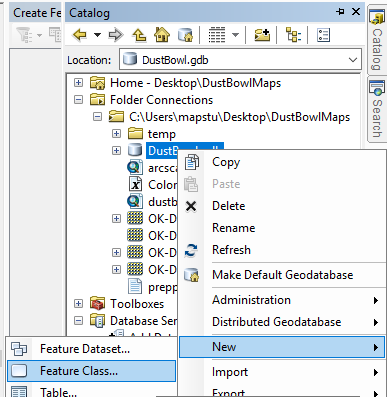 Create Fe
Catalog
Location: DustBowl.gdb
Home - Desktop\DustBowlMaps
Folder Connections
C:\Users\mapstu\Desktop\DustBowlMaps
temp
arcsca
Copy
Paste
Color
Delete
dustb
Rename
OK-D
Refresh
OK-D
OK-D
Make Default Geodatabase
OK-D
prepp
Administration
Toolboxes
Distributed Geodatabase
Database Ser
New
Feature Dataset...
Feature Class...
Import
Table...
Export
Catalog
Search